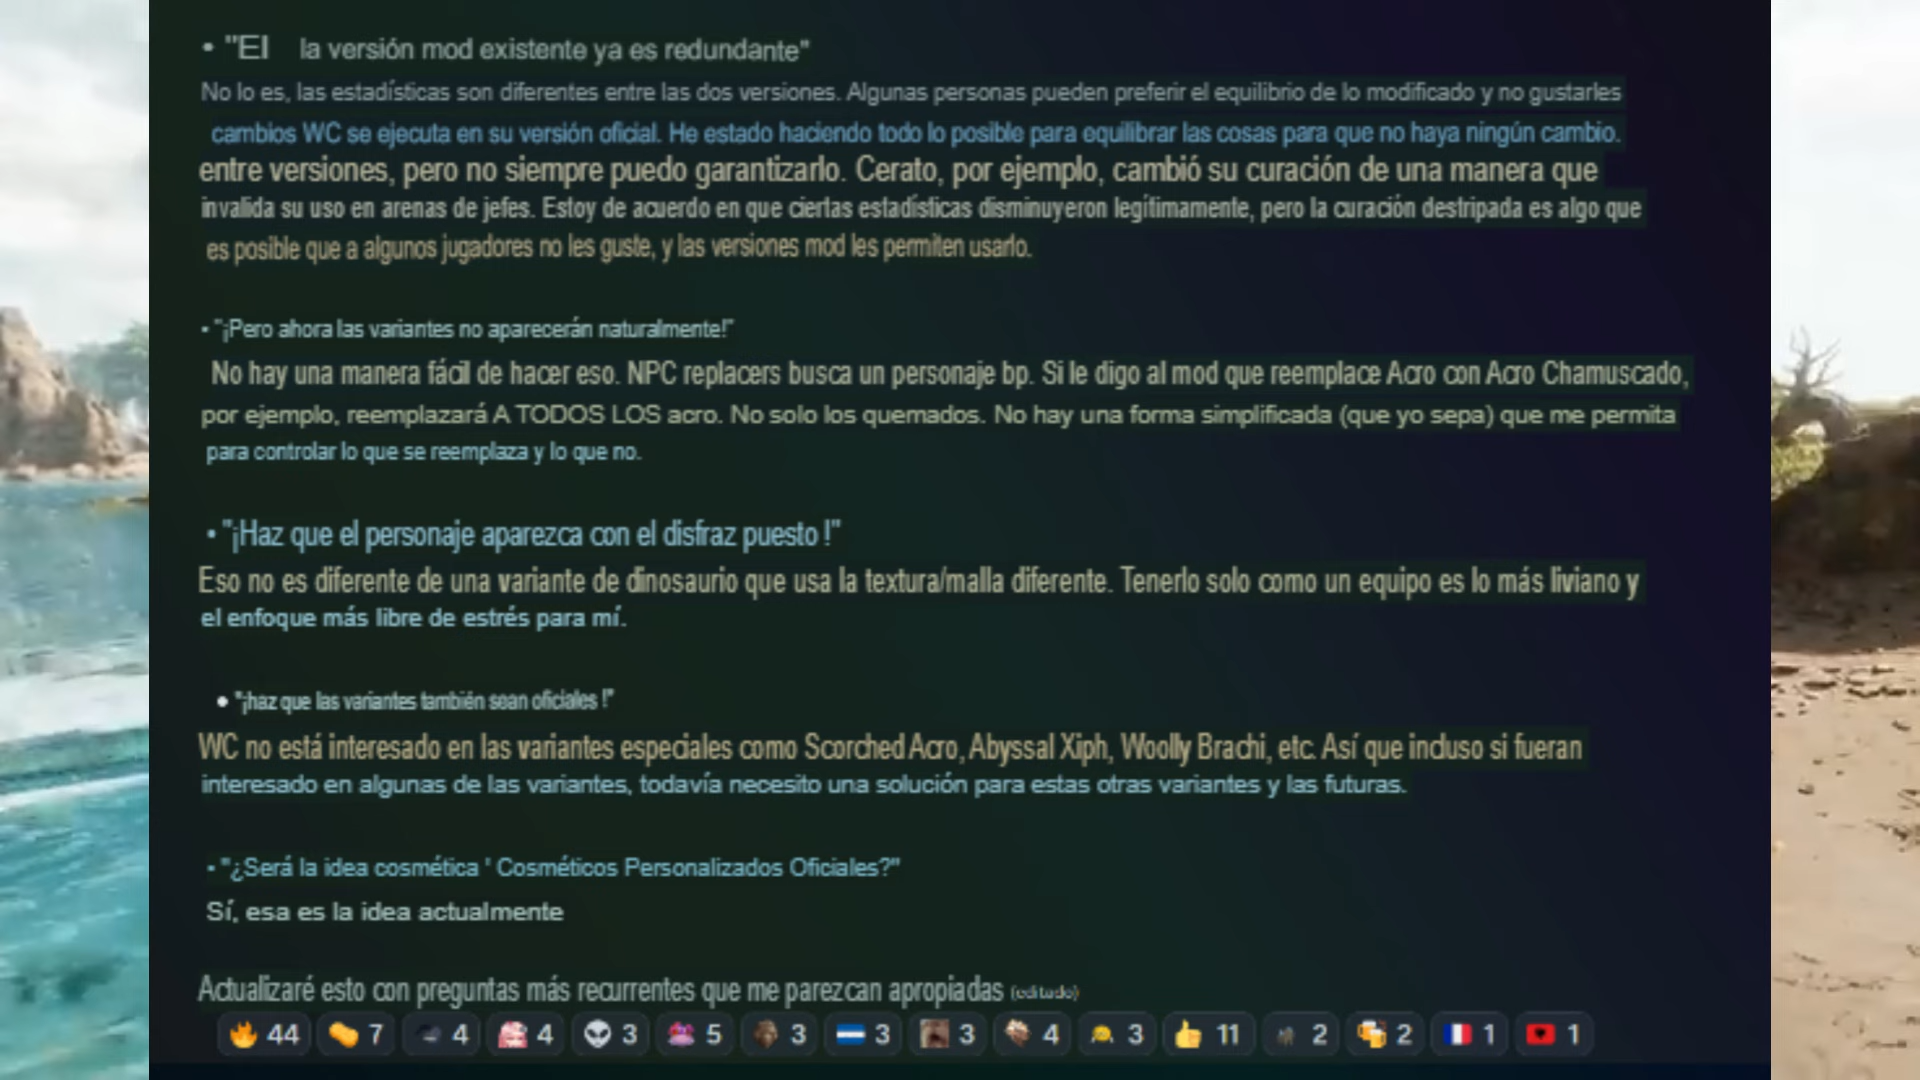 • "El la versión mod existente ya es redundante"
No lo es, las estadísticas son diferentes entre las dos versiones. Algunas personas pueden preferir el equilibrio de lo modificado y no gustarles
cambios WC se ejecuta en su versión oficial. He estado haciendo todo lo posible para equilibrar las cosas para que no haya ningún cambio.
entre versiones, pero no siempre puedo garantizarlo. Cerato, por ejemplo, cambió su curación de una manera que
invalida su uso en arenas de jefes. Estoy de acuerdo en que ciertas estadísticas disminuyeron legítimamente, pero la curación destripada es algo que
es posible que a algunos jugadores no les guste, y las versiones mod les permiten usarlo.
• "¡Pero ahora las variantes no aparecerán naturalmente!"
No hay una manera fácil de hacer eso. NPC replacers busca un personaje bp. Si le digo al mod que reemplace Acro con Acro Chamuscado,
por ejemplo, reemplazará A TODOS LOS acro. No solo los quemados. No hay una forma simplificada (que yo sepa) que me permita
para controlar lo que se reemplaza y lo que no.
• "¡Haz que el personaje aparezca con el disfraz puesto !"
Eso no es diferente de una variante de dinosaurio que usa la textura/malla diferente. Tenerlo solo como un equipo es lo más liviano y
el enfoque más libre de estrés para mí.
• "¡haz que las variantes también sean oficiales !"
WC no está interesado en las variantes especiales como Scorched Acro, Abyssal Xiph, Woolly Brachi, etc. Así que incluso si fueran
interesado en algunas de las variantes, todavía necesito una solución para estas otras variantes y las futuras.
• "¿Será la idea cosmética ' Cosméticos Personalizados Oficiales?"
Sí, esa es la idea actualmente
Actualizaré esto con preguntas más recurrentes que me parezcan apropiadas (editado)
44 7 4 4 3 5 3 3 3 4 3 11 2 2 1 1